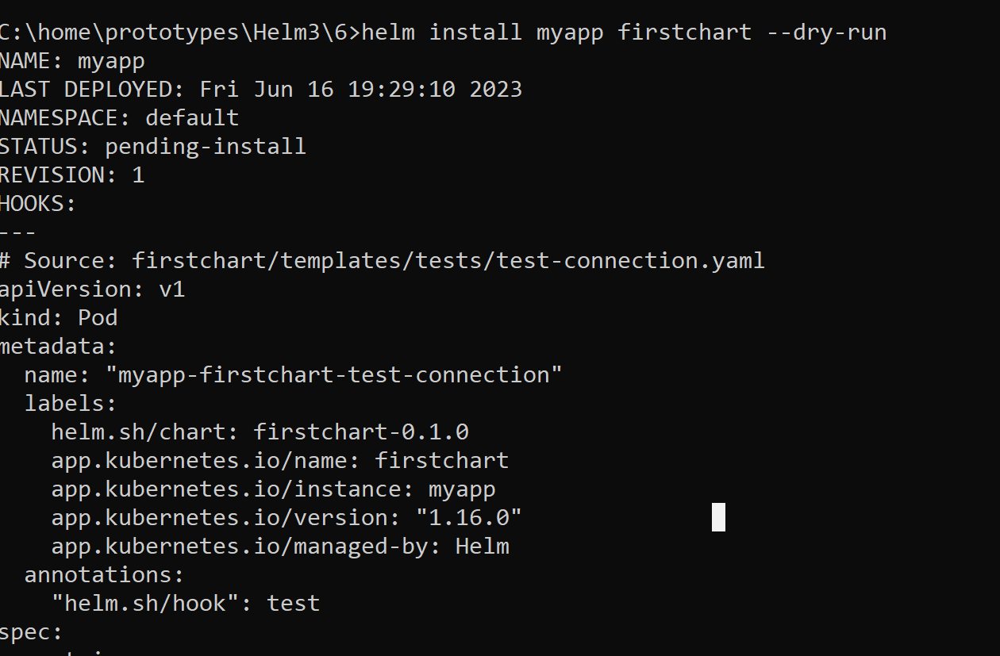 C:\home\prototypes\Helm3\6>helm install myapp firstchart --dry-run
NAME: myapp
LAST DEPLOYED: Fri Jun 16 19:29:10 2023
NAMESPACE: default
STATUS: pending-install
REVISION: 1
HOOKS:
---
# Source: firstchart/templates/tests/test-connection.yaml
apiVersion: v1
kind: Pod
metadata:
  name: "myapp-firstchart-test-connection"
  labels:
    helm.sh/chart: firstchart-0.1.0
    app.kubernetes.io/name: firstchart
    app.kubernetes.io/instance: myapp
    app.kubernetes.io/version: "1.16.0"
    app.kubernetes.io/managed-by: Helm
  annotations:
    "helm.sh/hook": test
spec: